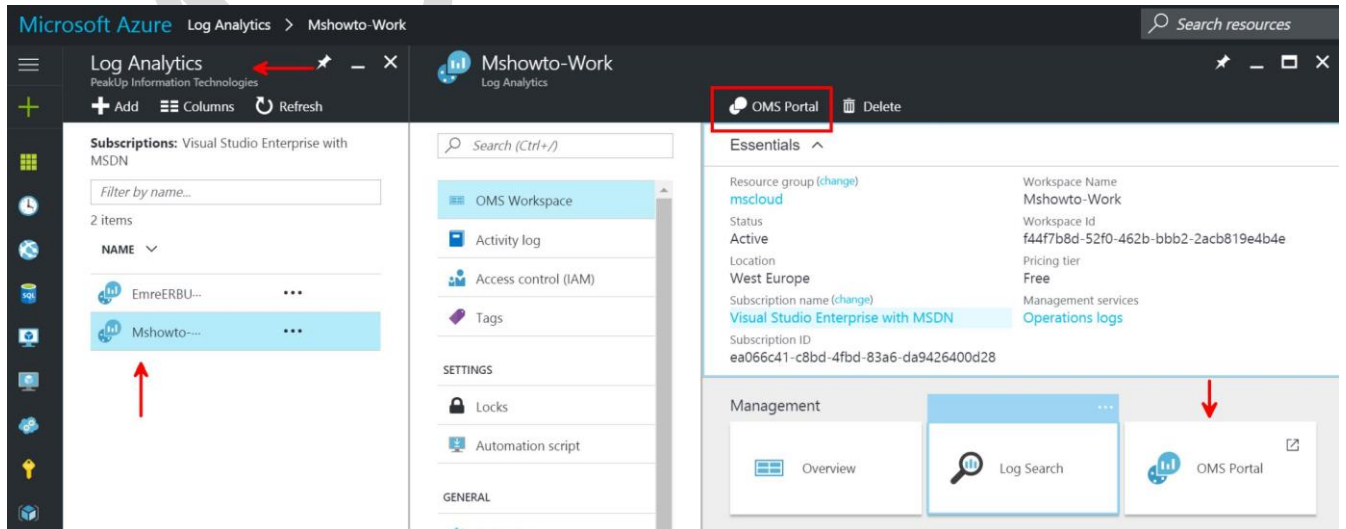 Microsoft Azure Log Analytics > Mshowto-Work
Search resources
Log Analytics
PeakUp Information Technologies
Add Columns Refresh
Subscriptions: Visual Studio Enterprise with
MSDN
Filter by name...
2 items
NAME
EmreERBU...
Mshowto-...
Mshowto-Work
Log Analytics
OMS Portal Delete
Search (Ctrl+/)
OMS Workspace
Activity log
Access control (IAM)
Tags
SETTINGS
Locks
Automation script
GENERAL
Essentials
Resource group (change)
mscloud
Status
Active
Location
West Europe
Subscription name (change)
Visual Studio Enterprise with MSDN
Subscription ID
ea066c41-c8bd-4fbd-83a6-da9426400d28
Workspace Name
Mshowto-Work
Workspace Id
f44f7b8d-52f0-462b-bbb2-2acb819e4b4e
Pricing tier
Free
Management services
Operations logs
Management
Overview
Log Search
OMS Portal
SQL